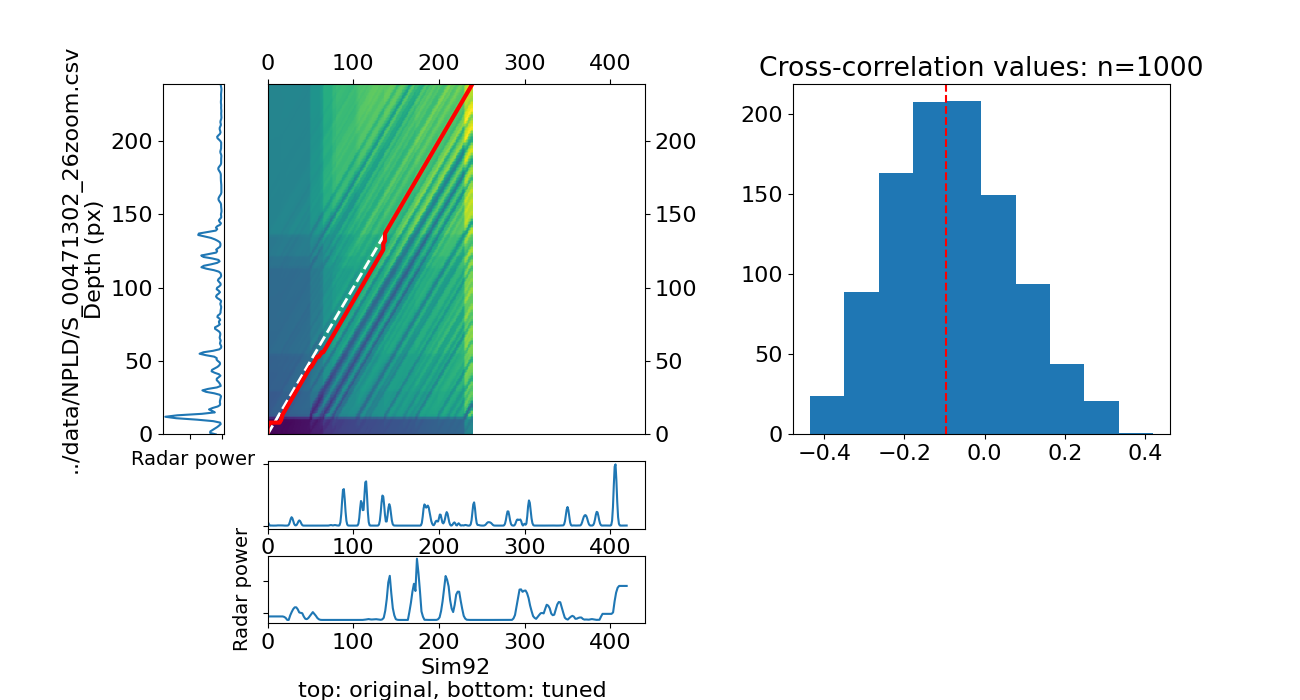 0 100 200 300 400
Cross-correlation values: n=1000
../data/NPLD/S_00471302_26zoom.csv
Depth (px)
200
150
100
50
0
200
150
100
50
0
200
150
100
50
0
−0.4 −0.2 0.0 0.2 0.4
Radar power
0 100 200 300 400
Radar power
0 100 200 300 400
Sim92
top: original, bottom: tuned